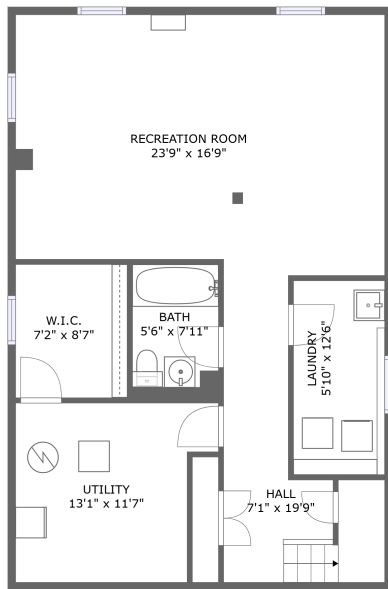 RECREATION ROOM
23'9" x 16'9"
W.I.C.
7'2" x 8'7"
BATH
5'6" x 7'11"
LAUNDRY
5'10" x 12'6"
UTILITY
13'1" x 11'7"
HALL
7'1" x 19'9"